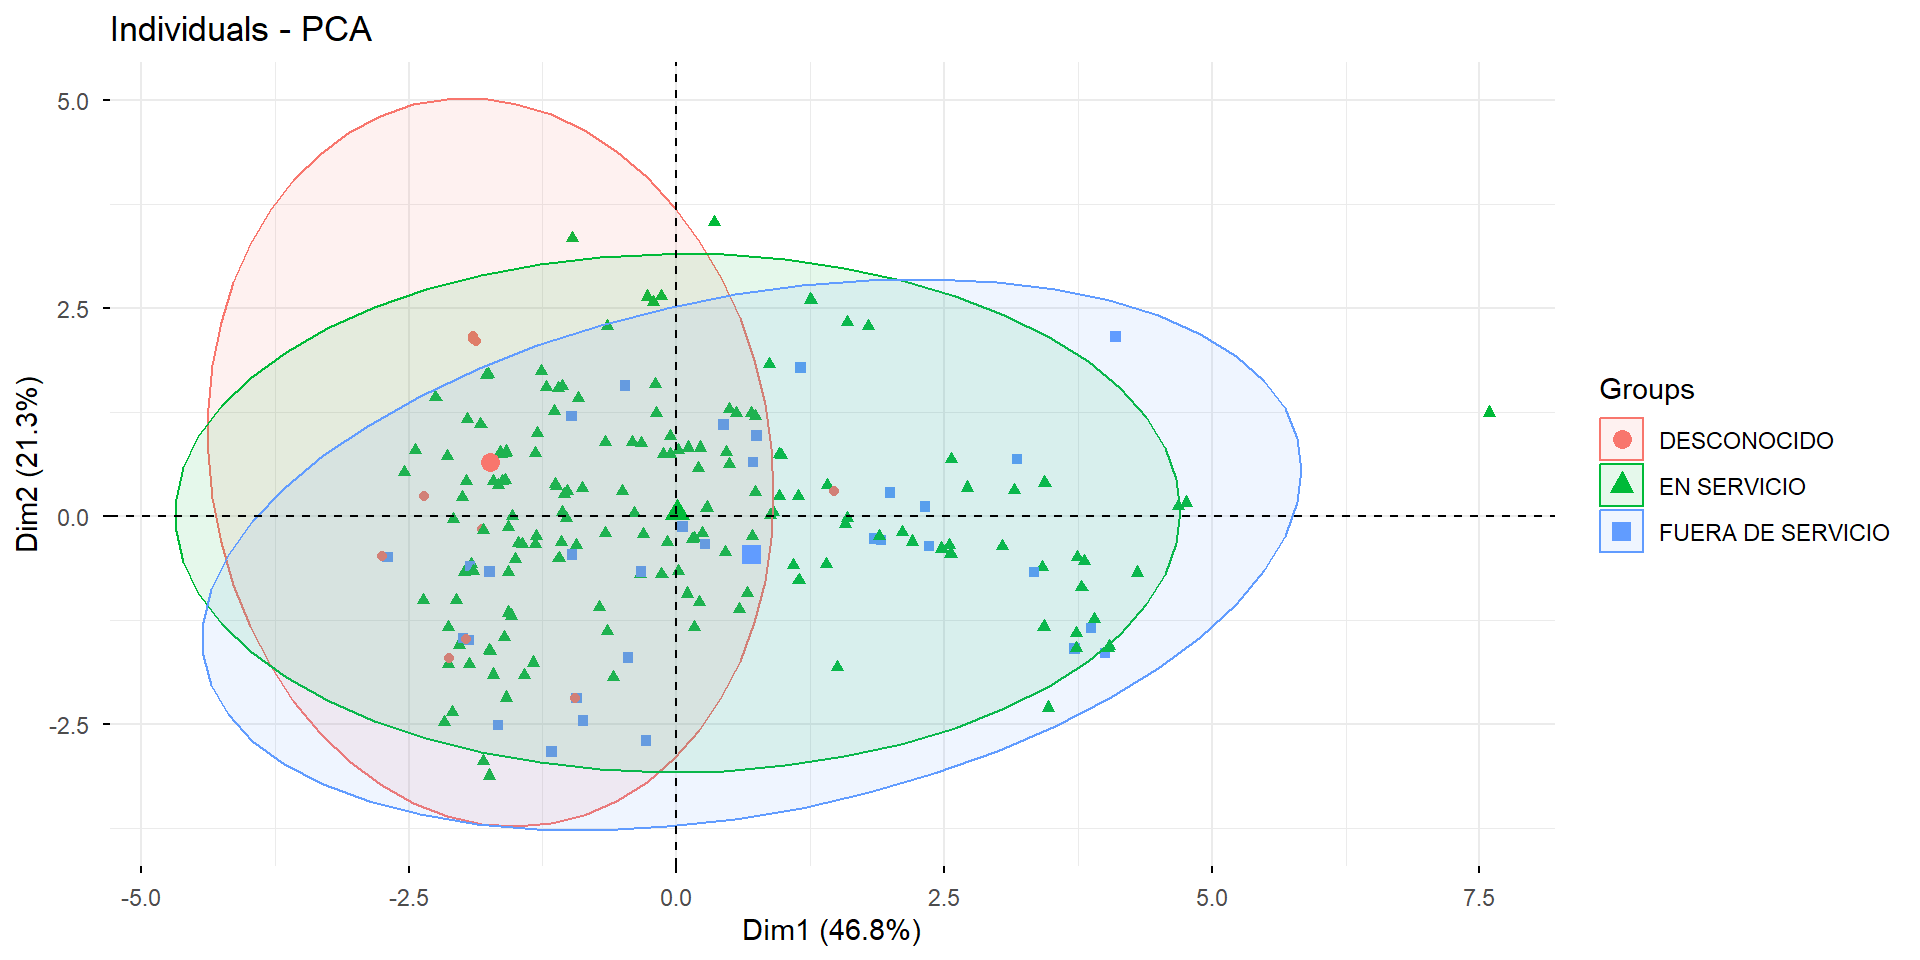 Individuals - PCA
5.0
2.5
0.0
-2.5
Dim2 (21.3%)
-5.0 -2.5 0.0 2.5 5.0 7.5
Dim1 (46.8%)
Groups
DESCONOCIDO
EN SERVICIO
FUERA DE SERVICIO